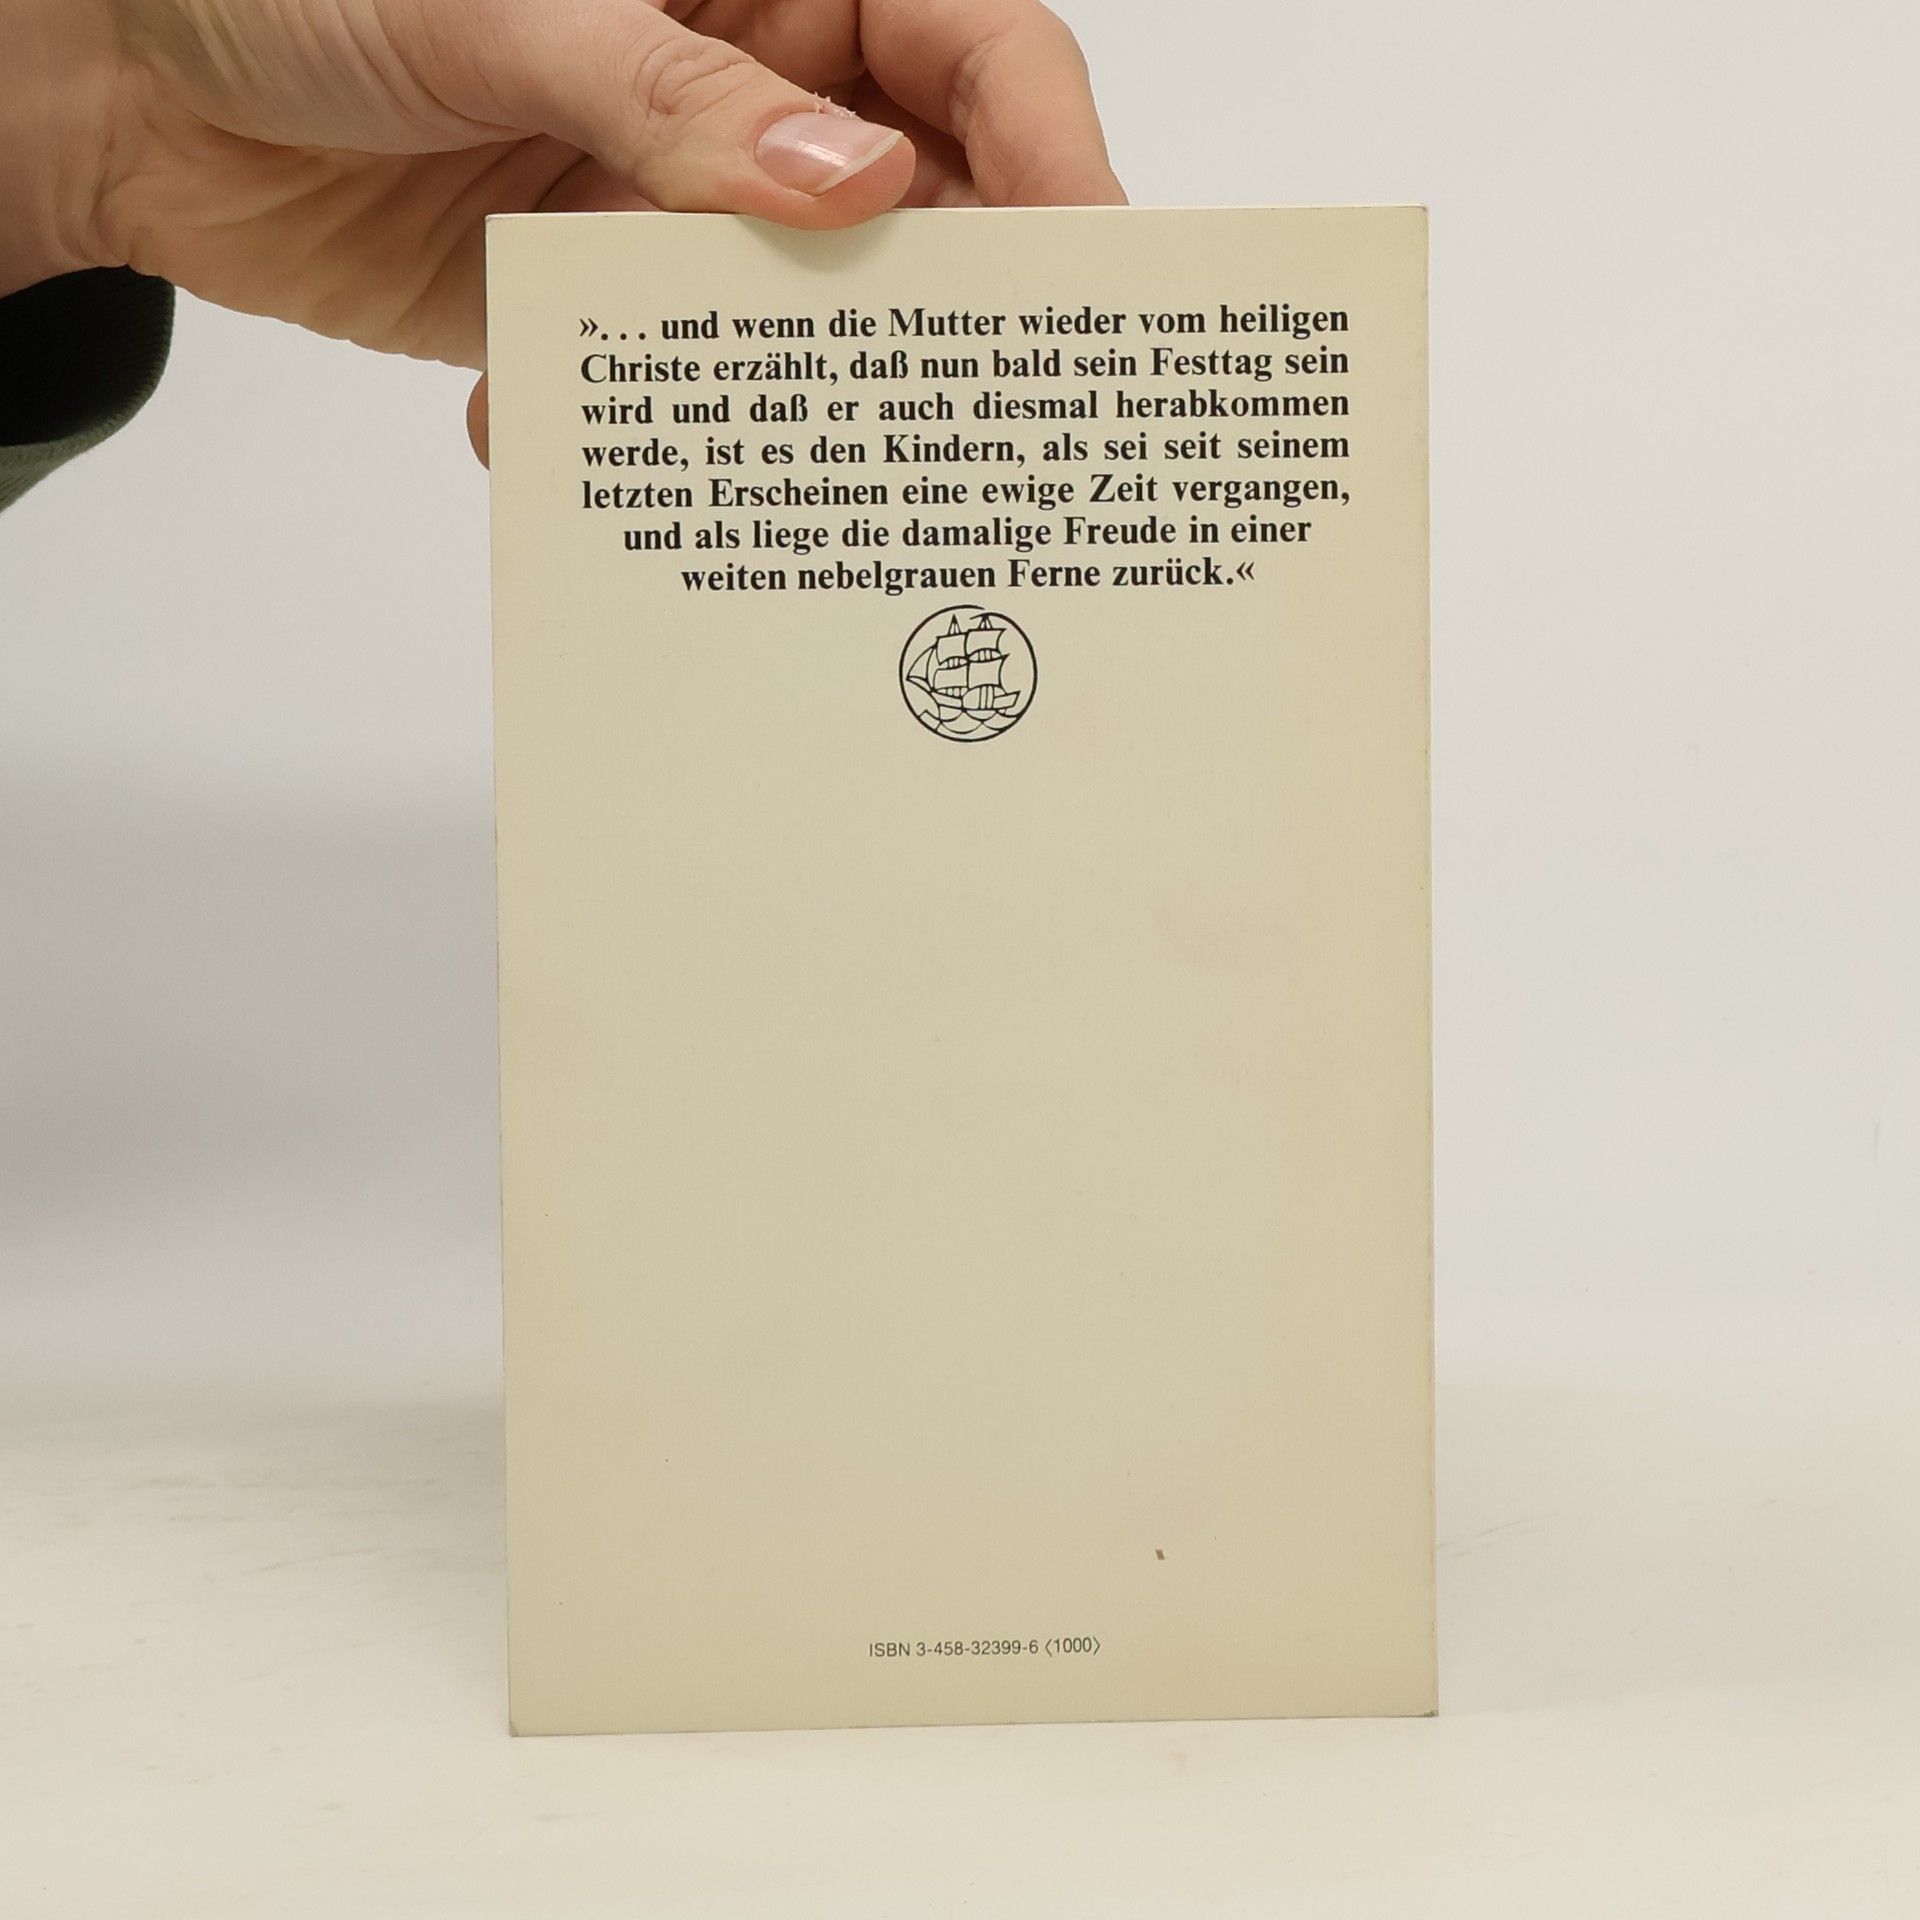 »... und wenn die Mutter wieder vom heiligen
Christe erzählt, daß nun bald sein Festtag sein
wird und daß er auch diesmal herabkommen
werde, ist es den Kindern, als sei seit seinem
letzten Erscheinen eine ewige Zeit vergangen,
und als liege die damalige Freude in einer
weiten nebelgrauen Ferne zurück.«
ISBN 3-458-32399-6 〈1000〉